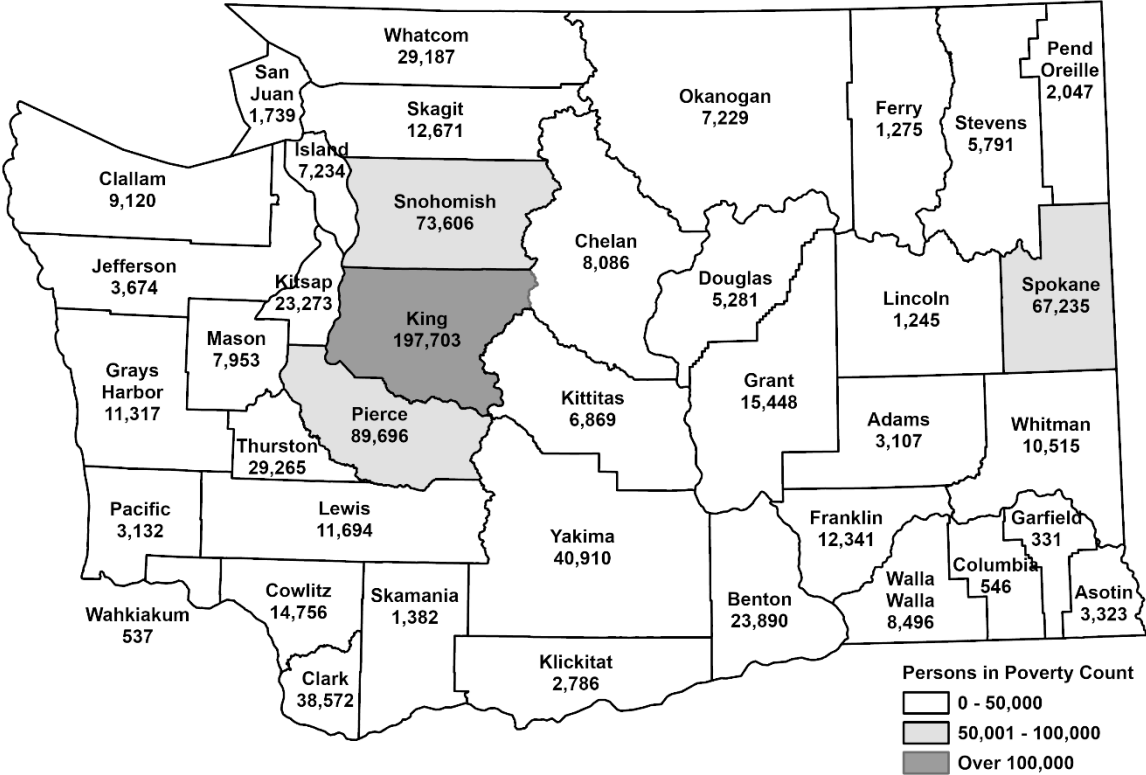 Whatcom
29,187
San
Juan
1,739
Skagit
12,671
Okanogan
7,229
Ferry
1,275
Stevens
5,791
Pend
Oreille
2,047
Island
7,234
Clallam
9,120
Snohomish
73,606
Chelan
8,086
Jefferson
3,674
Kitsap
23,273
Douglas
5,281
Lincoln
1,245
Spokane
67,235
King
197,703
Mason
7,953
Grays
Harbor
11,317
Pierce
89,696
Kittitas
6,869
Grant
15,448
Adams
3,107
Whitman
10,515
Thurston
29,265
Pacific
3,132
Lewis
11,694
Yakima
40,910
Franklin
12,341
Garfield
331
Columbia
546
Walla
Walla
8,496
Asotin
3,323
Wahkiakum
537
Cowlitz
14,756
Skamania
1,382
Benton
23,890
Clark
38,572
Klickitat
2,786
Persons in Poverty Count
0 - 50,000
50,001 - 100,000
Over 100,000